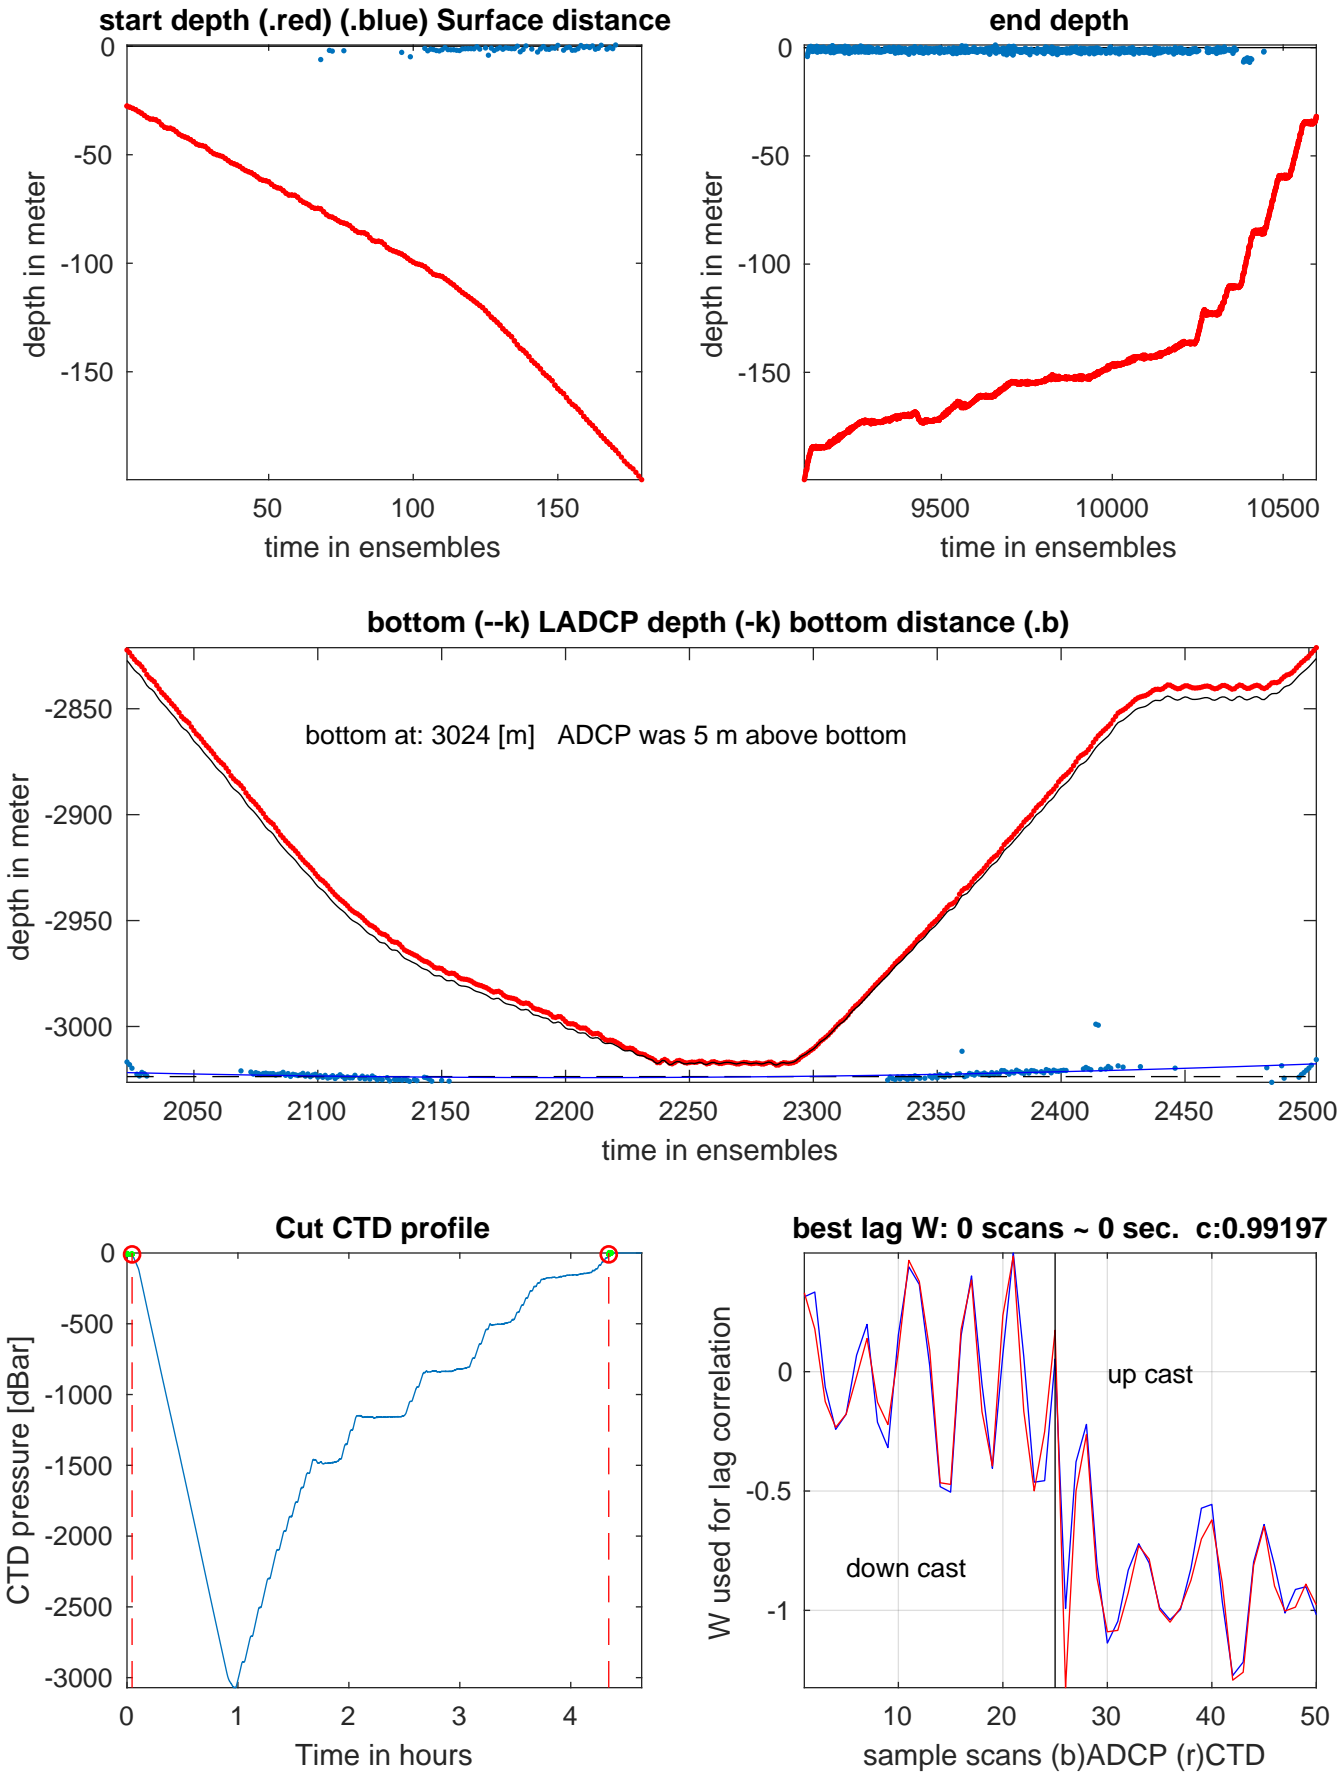 start depth (.red) (.blue) Surface distance
0
-50
-100
-150
depth in meter
50
100
150
time in ensembles
end depth
0
-50
-100
-150
depth in meter
9500
10000
10500
time in ensembles
bottom (--k) LADCP depth (-k) bottom distance (.b)
bottom at: 3024 [m]   ADCP was 5 m above bottom
-2850
-2900
-2950
-3000
depth in meter
2050
2100
2150
2200
2250
2300
2350
2400
2450
2500
time in ensembles
Cut CTD profile
0
-500
-1000
-1500
-2000
-2500
-3000
CTD pressure [dBar]
0
1
2
3
4
Time in hours
best lag W: 0 scans ~ 0 sec.  c:0.99197
0
-0.5
-1
W used for lag correlation
up cast
down cast
10
20
30
40
50
sample scans (b)ADCP (r)CTD